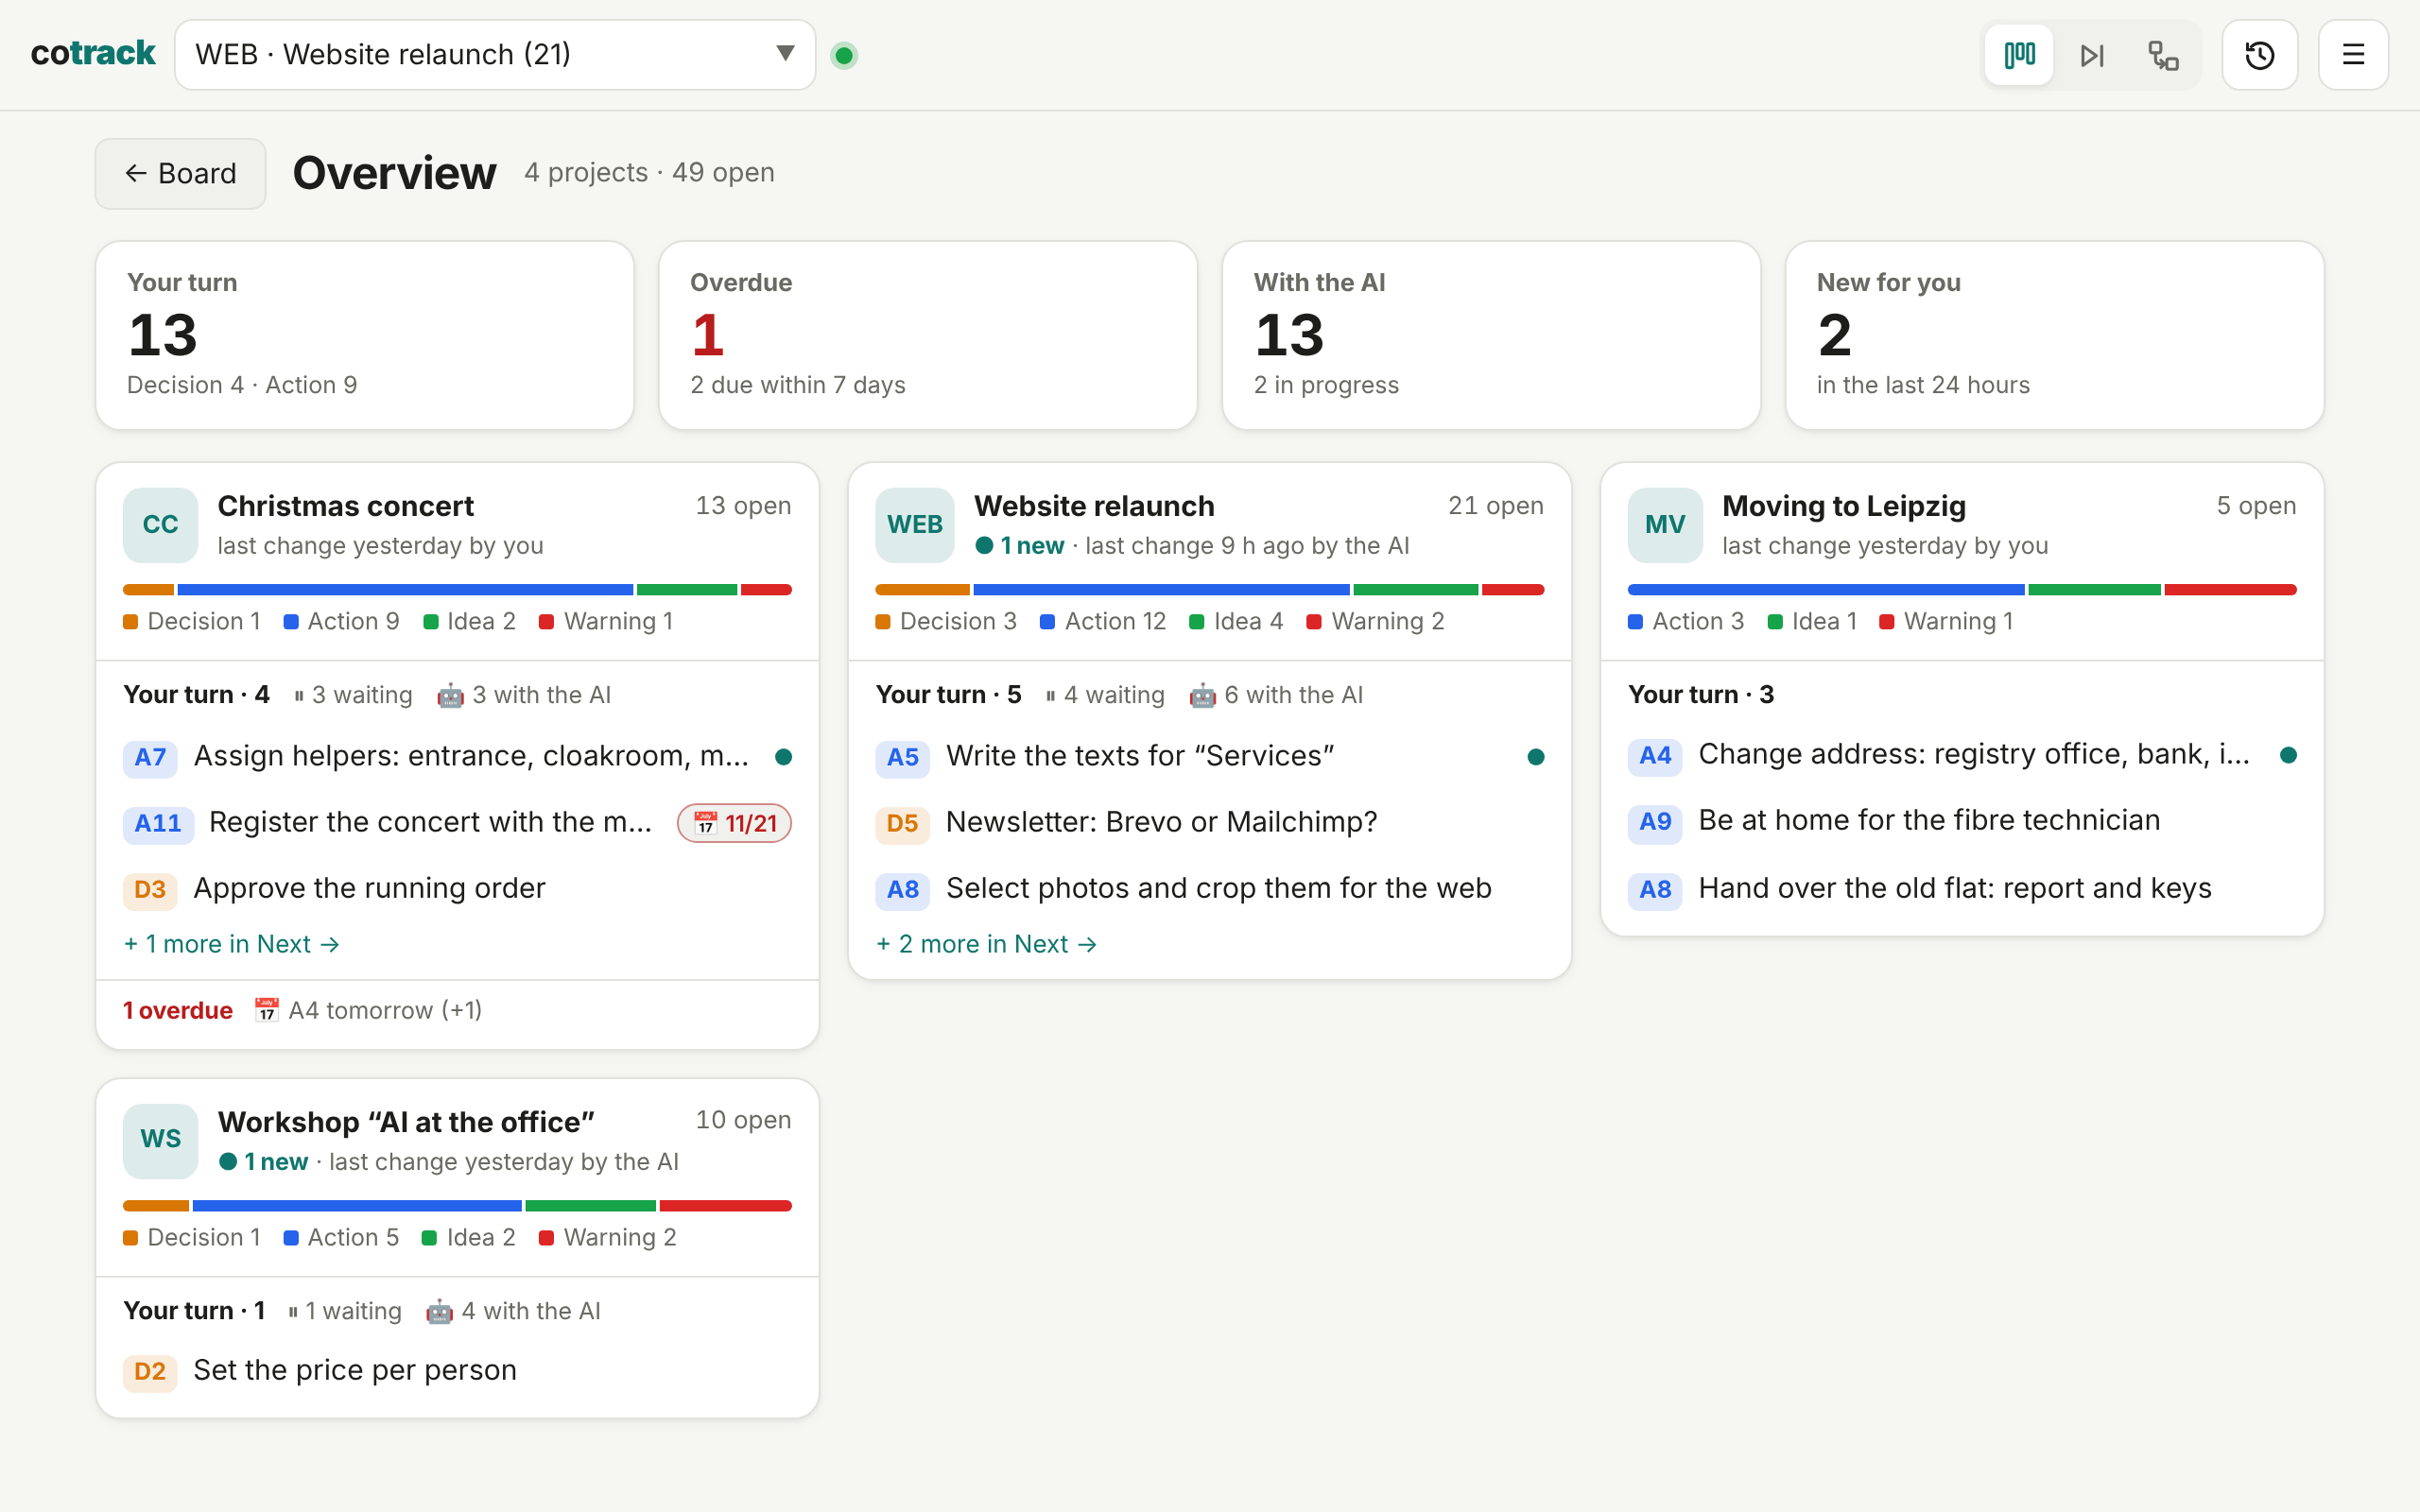 cotrack
WEB · Website relaunch (21)
← Board
Overview
4 projects · 49 open
Your turn
13
Decision 4 · Action 9
Overdue
1
2 due within 7 days
With the AI
13
2 in progress
New for you
2
in the last 24 hours
CC
Christmas concert
13 open
last change yesterday by you
Decision 1 Action 9 Idea 2 Warning 1
Your turn · 4 3 waiting 🤖 3 with the AI
A7 Assign helpers: entrance, cloakroom, m…
A11 Register the concert with the m… 📅 11/21
D3 Approve the running order
+ 1 more in Next →
1 overdue 📅 A4 tomorrow (+1)
WEB
Website relaunch
21 open
1 new · last change 9 h ago by the AI
Decision 3 Action 12 Idea 4 Warning 2
Your turn · 5 4 waiting 🤖 6 with the AI
A5 Write the texts for “Services”
D5 Newsletter: Brevo or Mailchimp?
A8 Select photos and crop them for the web
+ 2 more in Next →
MV
Moving to Leipzig
5 open
last change yesterday by you
Action 3 Idea 1 Warning 1
Your turn · 3
A4 Change address: registry office, bank, i…
A9 Be at home for the fibre technician
A8 Hand over the old flat: report and keys
WS
Workshop “AI at the office”
10 open
1 new · last change yesterday by the AI
Decision 1 Action 5 Idea 2 Warning 2
Your turn · 1 1 waiting 🤖 4 with the AI
D2 Set the price per person